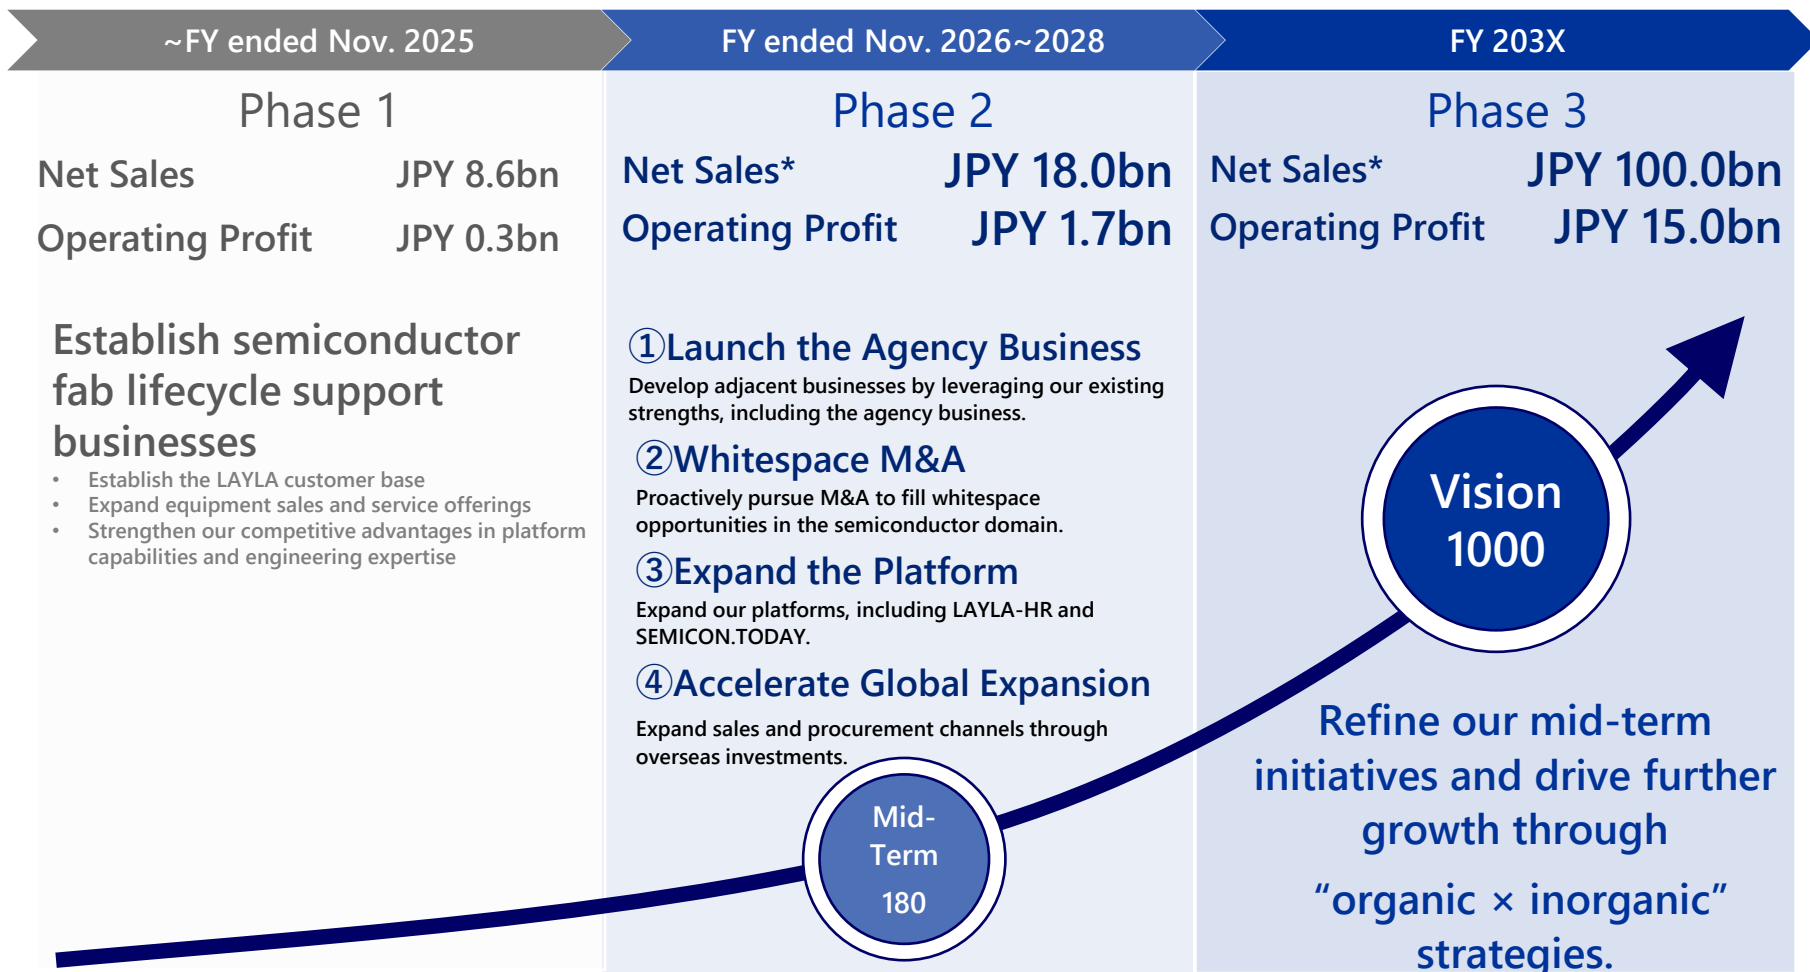 ~FY ended Nov. 2025
FY ended Nov. 2026~2028
FY 203X
Phase 1
Net Sales JPY 8.6bn
Operating Profit JPY 0.3bn
Establish semiconductor
fab lifecycle support
businesses
• Establish the LAYLA customer base
• Expand equipment sales and service offerings
• Strengthen our competitive advantages in platform
capabilities and engineering expertise
Phase 2
Net Sales* JPY 18.0bn
Operating Profit JPY 1.7bn
①Launch the Agency Business
Develop adjacent businesses by leveraging our existing
strengths, including the agency business.
②Whitespace M&A
Proactively pursue M&A to fill whitespace
opportunities in the semiconductor domain.
③Expand the Platform
Expand our platforms, including LAYLA-HR and
SEMICON.TODAY.
④Accelerate Global Expansion
Expand sales and procurement channels through
overseas investments.
Mid-
Term
180
Phase 3
Net Sales* JPY 100.0bn
Operating Profit JPY 15.0bn
Vision
1000
Refine our mid-term
initiatives and drive further
growth through
“organic × inorganic”
strategies.